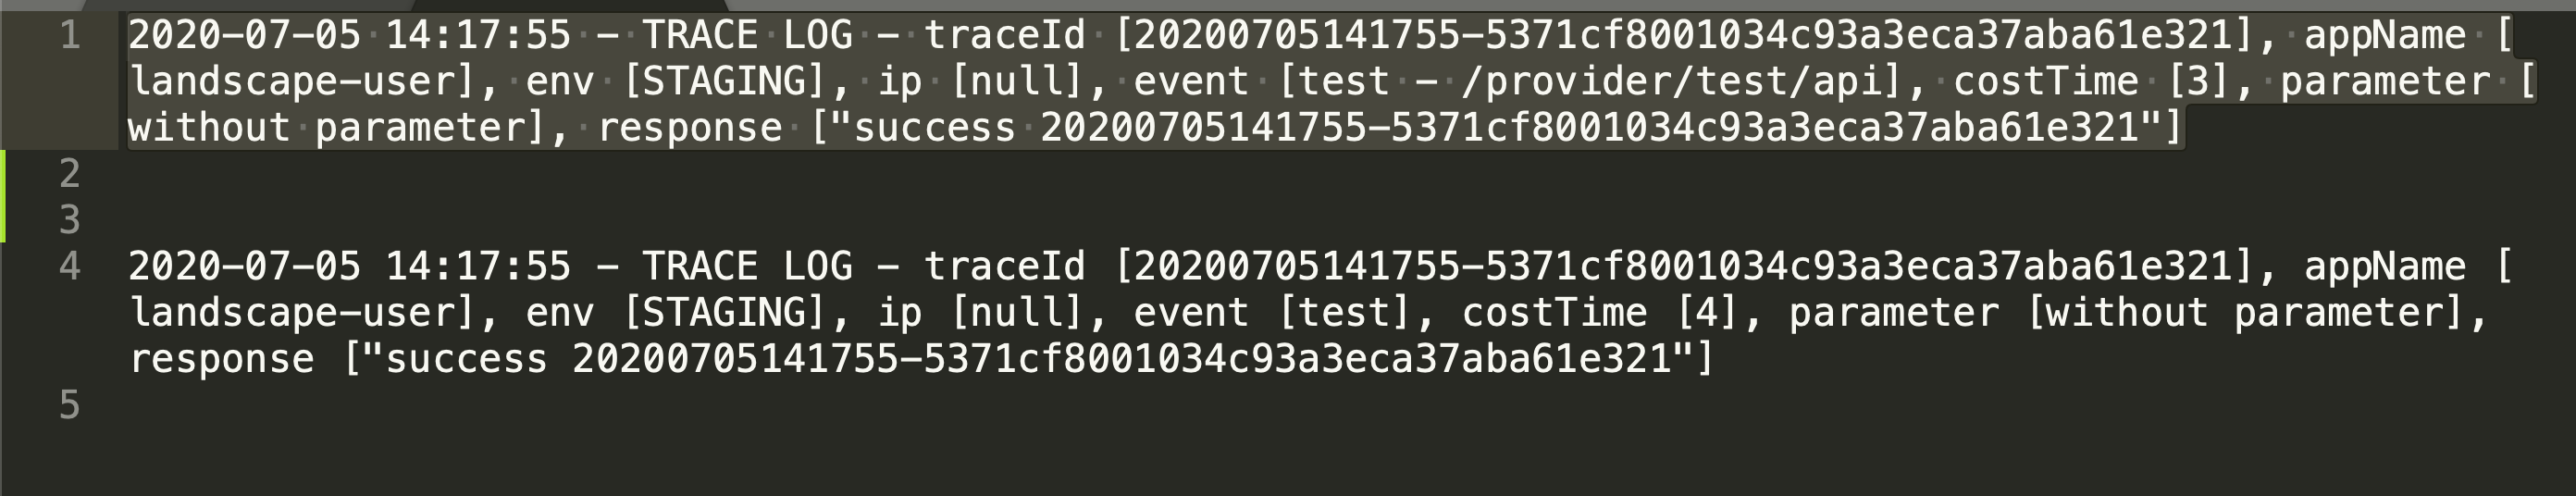 1 2020-07-05 14:17:55 - TRACE LOG - traceId [20200705141755-5371cf8001034c93a3eca37aba61e321], appName [
landscape-user], env [STAGING], ip [null], event [test - /provider/test/api], costTime [3], parameter [
without parameter], response ["success 20200705141755-5371cf8001034c93a3eca37aba61e321"]
2
3
4 2020-07-05 14:17:55 - TRACE LOG - traceId [20200705141755-5371cf8001034c93a3eca37aba61e321], appName [
landscape-user], env [STAGING], ip [null], event [test], costTime [4], parameter [without parameter],
response ["success 20200705141755-5371cf8001034c93a3eca37aba61e321"]
5